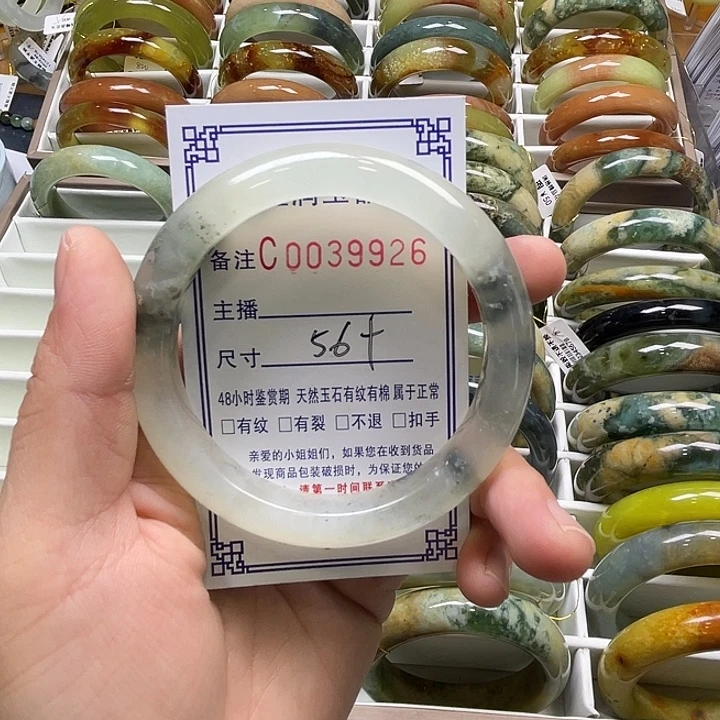 备注C0039926
主播
尺寸 56+
48小时鉴赏期 天然玉石有纹有棉 属于正常
□有纹 □有裂 □不退 □扣手
亲爱的小姐姐们，如果您在收到货品
发现商品包装破损时，为保证您的
请第一时间联系